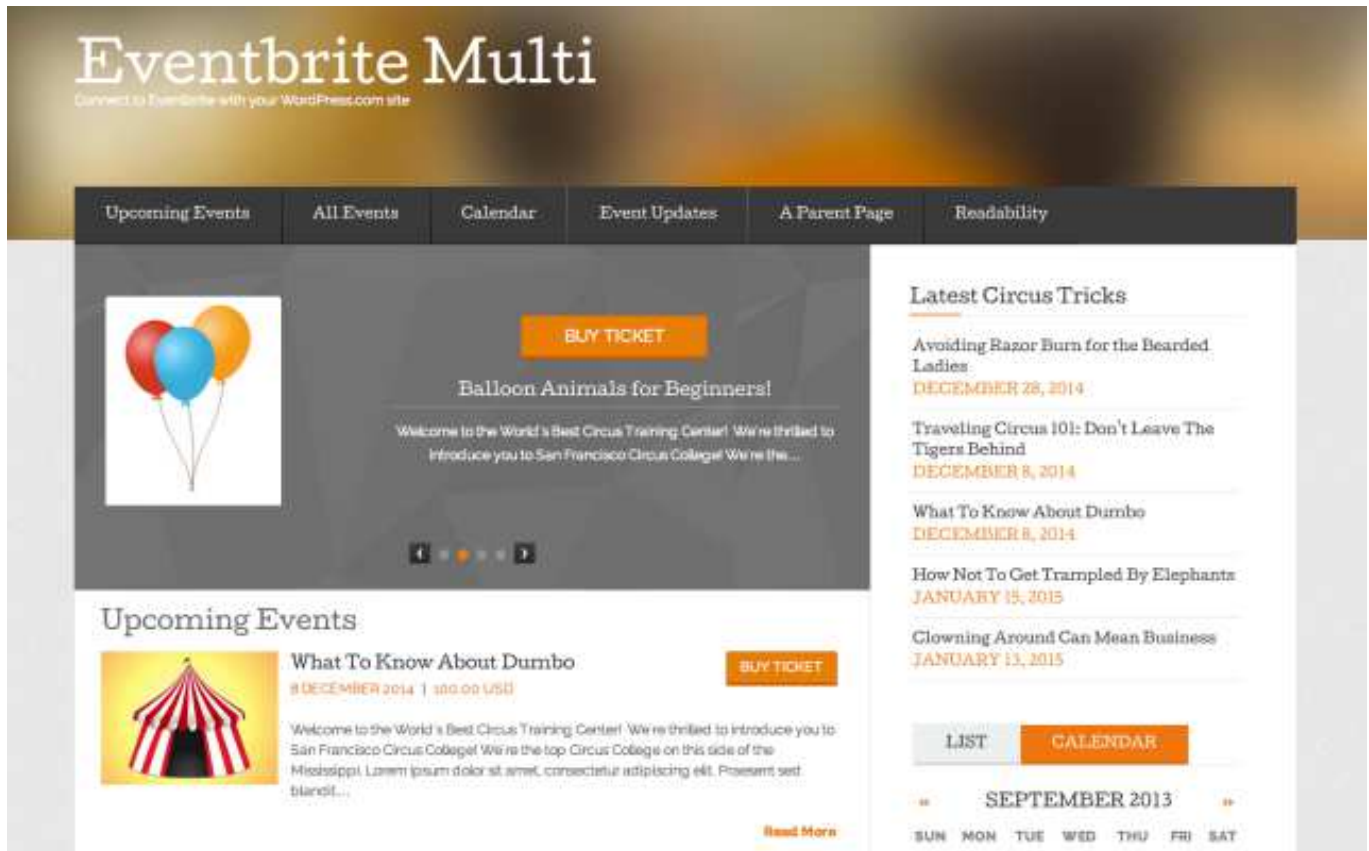 Eventbrite Multi
Connect to Eventbrite with your WordPress.com site
Upcoming Events
All Events
Calendar
Event Updates
A Parent Page
Readability
BUY TICKET
Balloon Animals for Beginners!
Welcome to the World's Best Circus Training Center! We're thrilled to
introduce you to San Francisco Circus College! We're the...
Upcoming Events
What To Know About Dumbo
8 DECEMBER 2014 | 100.00 USD
BUY TICKET
Welcome to the World's Best Circus Training Center! We're thrilled to introduce you to
San Francisco Circus College! We're the top Circus College on this side of the
Mississippi. Lorem ipsum dolor sit amet, consectetur adipiscing elit. Praesent sed
blandit...
Read More
Latest Circus Tricks
Avoiding Razor Burn for the Bearded
Ladies
DECEMBER 28, 2014
Traveling Circus 101: Don't Leave The
Tigers Behind
DECEMBER 8, 2014
What To Know About Dumbo
DECEMBER 8, 2014
How Not To Get Trampled By Elephants
JANUARY 15, 2015
Clowning Around Can Mean Business
JANUARY 13, 2015
LIST
CALENDAR
« SEPTEMBER 2013 »
SUN MON TUE WED THU FRI SAT